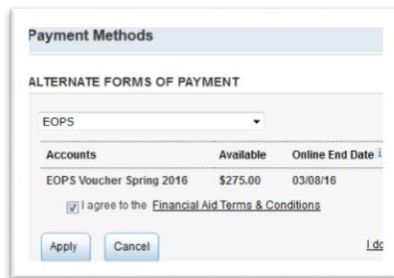 Payment Methods
ALTERNATE FORMS OF PAYMENT
EOPS
Accounts Available Online End Date i
EOPS Voucher Spring 2016 $275.00 03/08/16
I agree to the Financial Aid Terms & Conditions
Apply Cancel I do